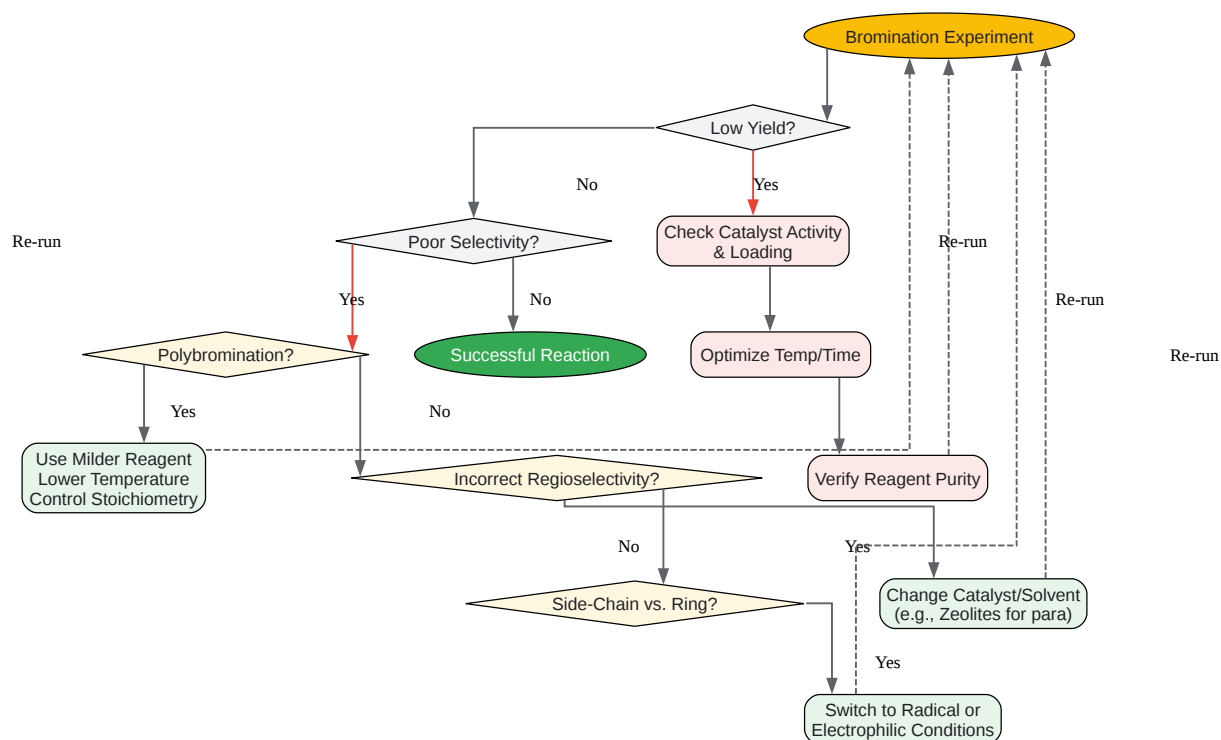 Bromination Experiment
Low Yield?
No
Yes
Re-run
Poor Selectivity?
Check Catalyst Activity
& Loading
Re-run
Yes
No
Re-run
Polybromination?
Successful Reaction
Optimize Temp/Time
Re-run
Yes
No
Use Milder Reagent
Lower Temperature
Control Stoichiometry
Incorrect Regioselectivity?
Verify Reagent Purity
No
Yes
Side-Chain vs. Ring?
Change Catalyst/Solvent
(e.g., Zeolites for para)
Yes
Switch to Radical or
Electrophilic Conditions